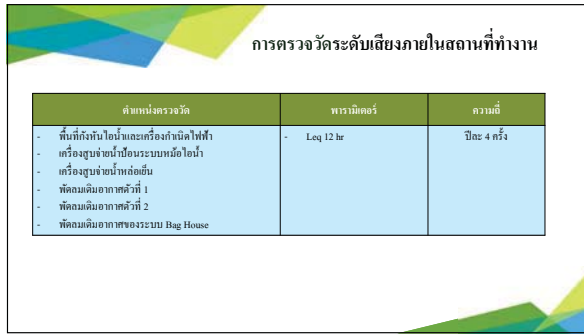 การตรวจวัดระดับเสียงภายในสถานที่ทำงาน
ตำแหน่งตรวจวัด พารามิเตอร์ ความถี่
- พื้นที่กังหันไอน้ำและเครื่องกำเนิดไฟฟ้า - Leq 12 hr ปีละ 4 ครั้ง
- เครื่องสูบจ่ายน้ำป้อนระบบหม้อไอน้ำ
- เครื่องสูบจ่ายน้ำหล่อเย็น
- พัดลมเติมอากาศตัวที่ 1
- พัดลมเติมอากาศตัวที่ 2
- พัดลมเติมอากาศของระบบ Bag House